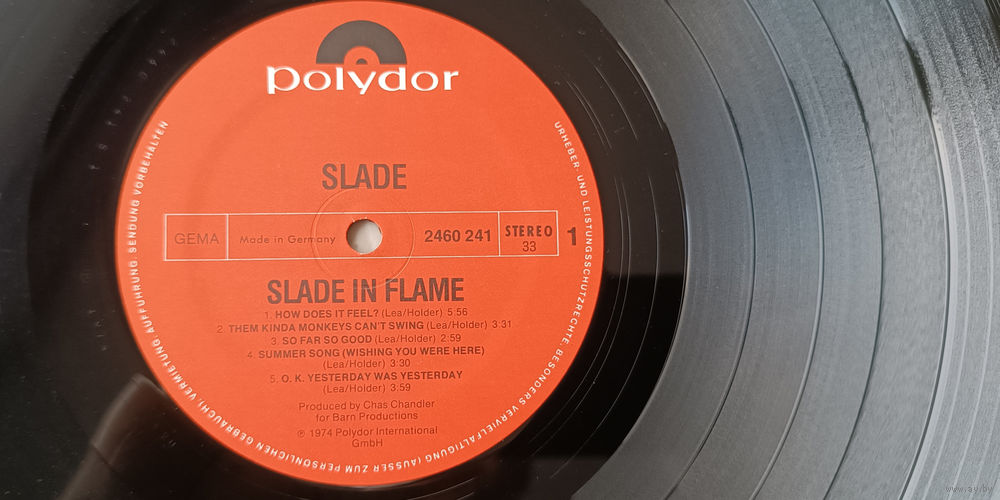 polydor
SLADE
GEMA
Made in Germany
2460 241
STEREO
33
1
SLADE IN FLAME
1. HOW DOES IT FEEL? (Lea/Holder) 5:56
2. THEM KINDA MONKEYS CAN'T SWING (Lea/Holder) 3:31
3. SO FAR SO GOOD (Lea/Holder) 2:59
4. SUMMER SONG (WISHING YOU WERE HERE)
(Lea/Holder) 3:30
5. O. K. YESTERDAY WAS YESTERDAY
(Lea/Holder) 3:59
Produced by Chas Chandler
for Barn Productions
℗ 1974 Polydor International
GmbH
URHEBER- UND LEISTUNGSSCHUTZRECHTE, BESONDERS VERVIELFÄLTIGUNG (AUSSER ZUM PERSÖNLICHEN GEBRAUCH), VERMIETUNG, AUFFÜHRUNG, SENDUNG VORBEHALTEN
www.av.by